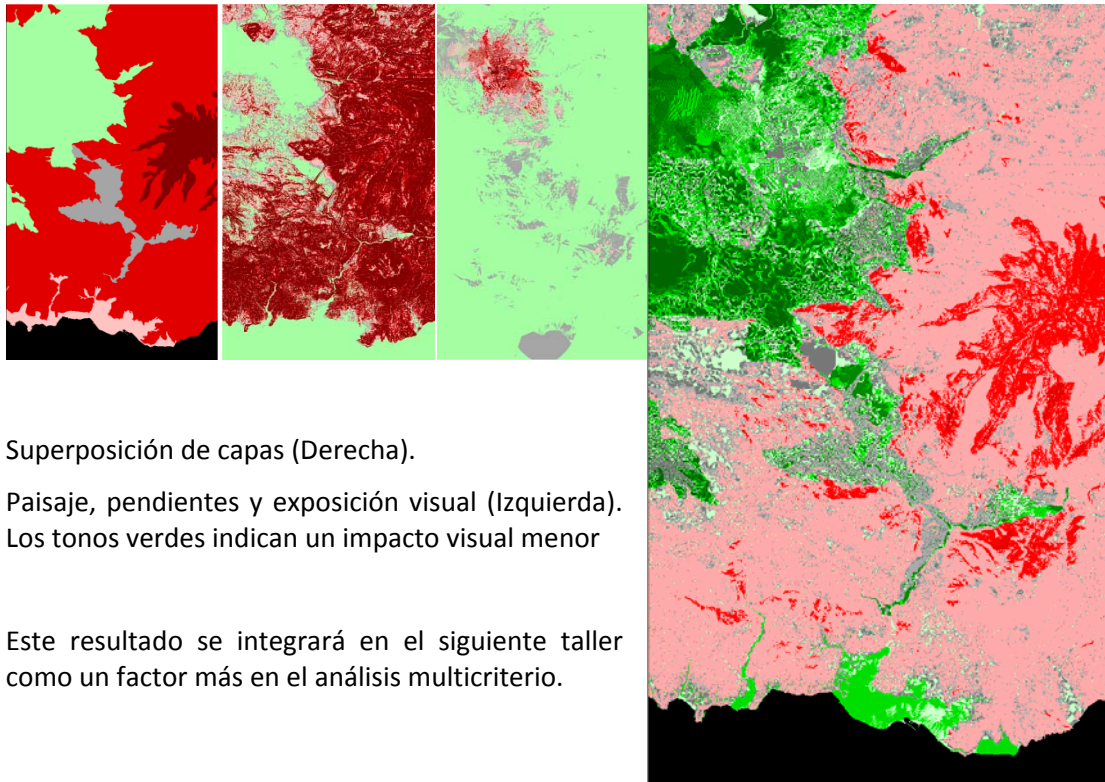 Superposición de capas (Derecha).
Paisaje, pendientes y exposición visual (Izquierda).
Los tonos verdes indican un impacto visual menor
Este resultado se integrará en el siguiente taller
como un factor más en el análisis multicriterio.